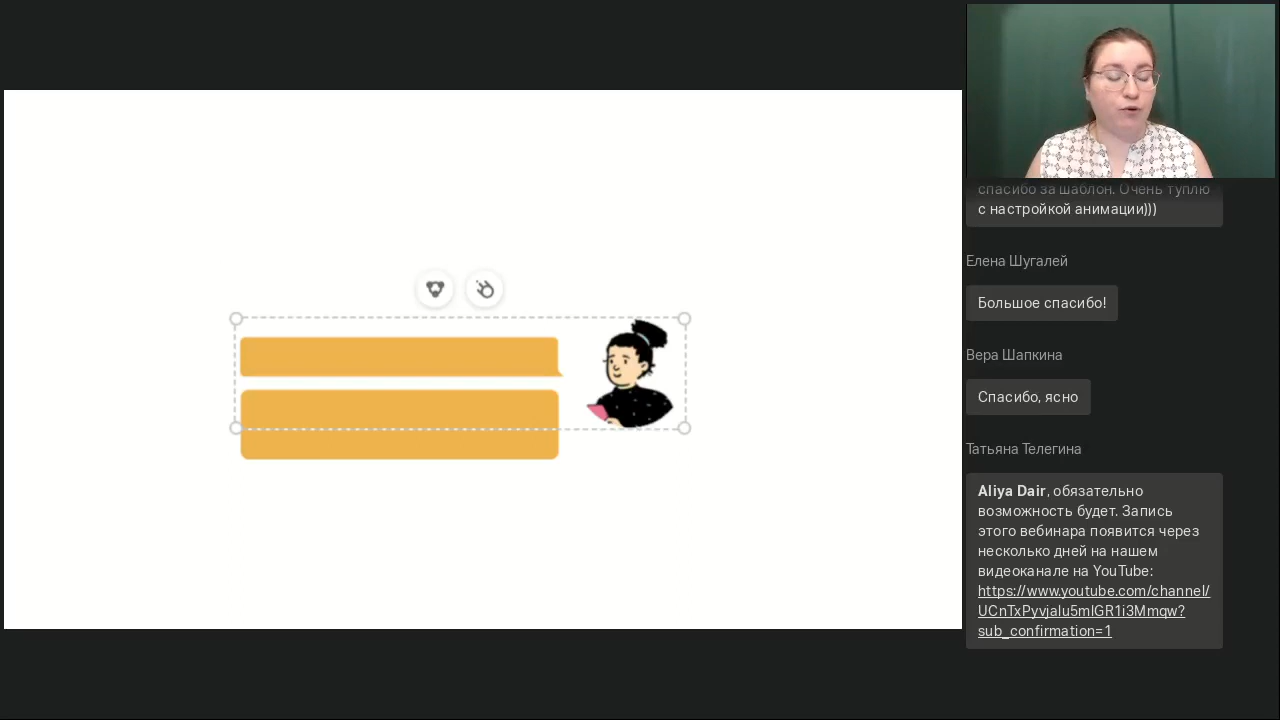 спасибо за шаблон. Очень туплю
с настройкой анимации)))
Елена Шугалей
Большое спасибо!
Вера Шапкина
Спасибо, ясно
Татьяна Телегина
Aliya Dair, обязательно
возможность будет. Запись
этого вебинара появится через
несколько дней на нашем
видеоканале на YouTube:
https://www.youtube.com/channel/
UCnTxPyvjalu5mlGR1i3Mmqw?
sub_confirmation=1